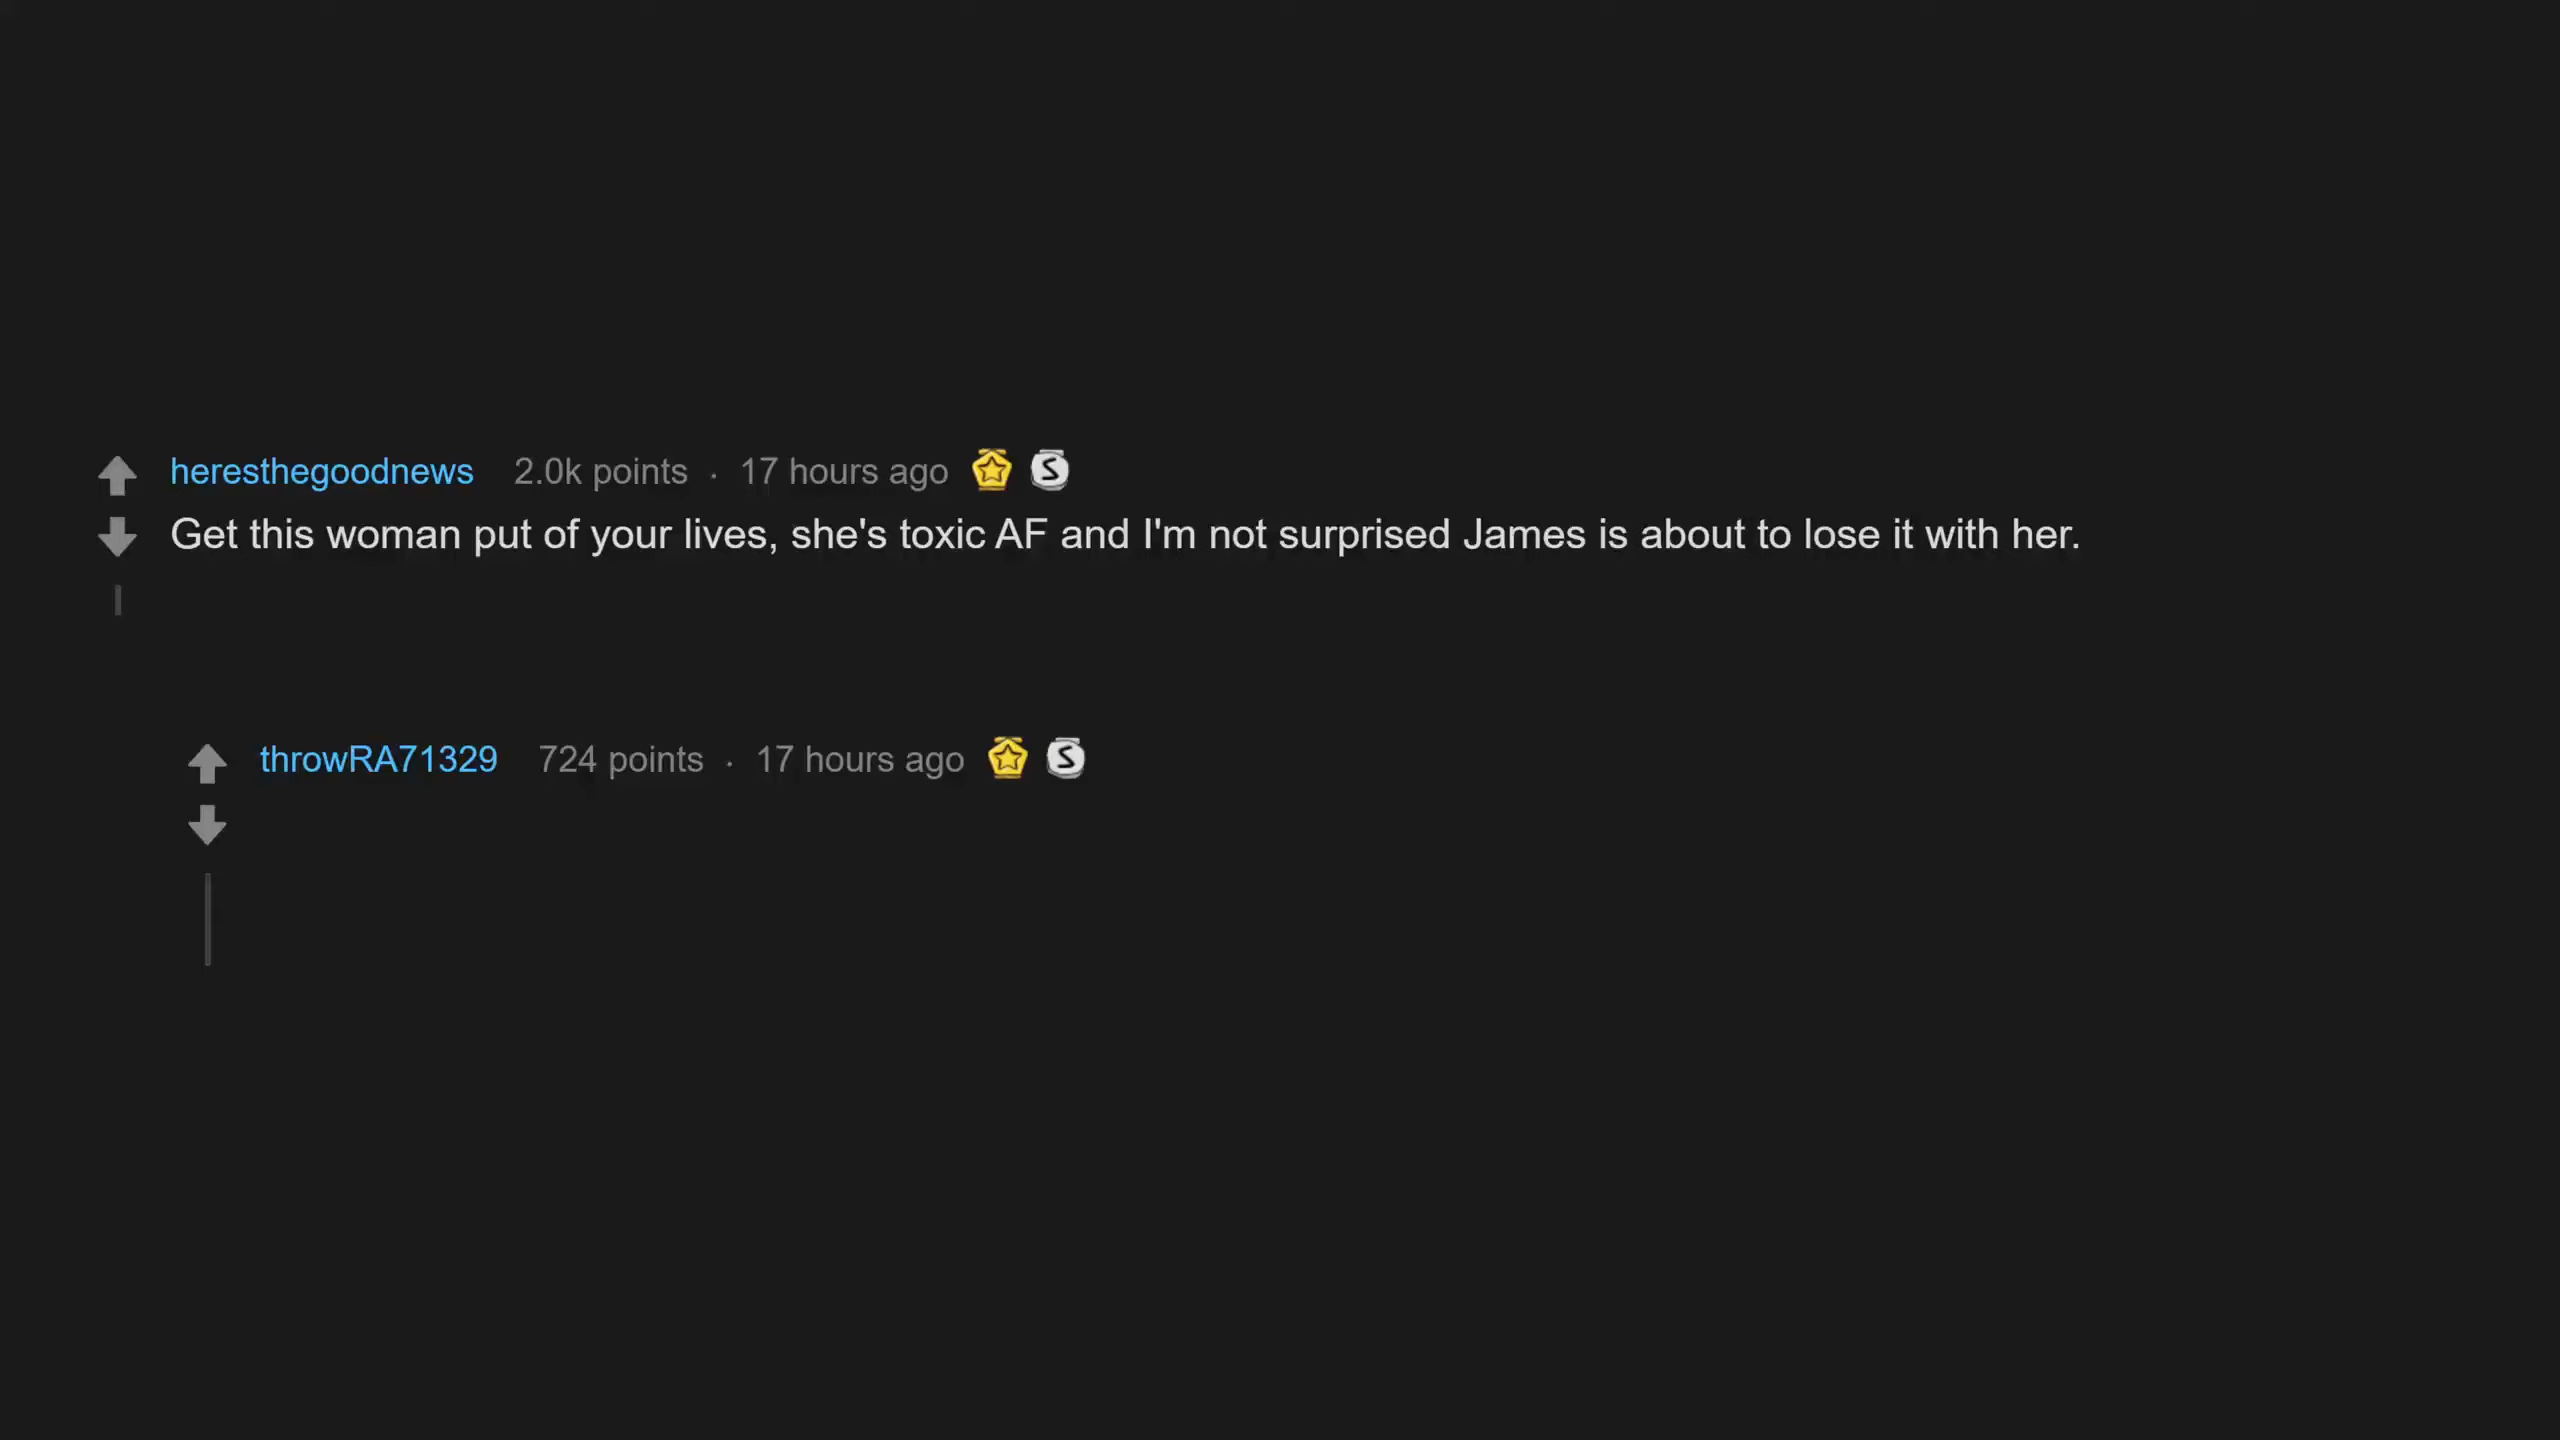 heresthegoodnews 2.0k points · 17 hours ago
Get this woman put of your lives, she's toxic AF and I'm not surprised James is about to lose it with her.
throwRA71329 724 points · 17 hours ago